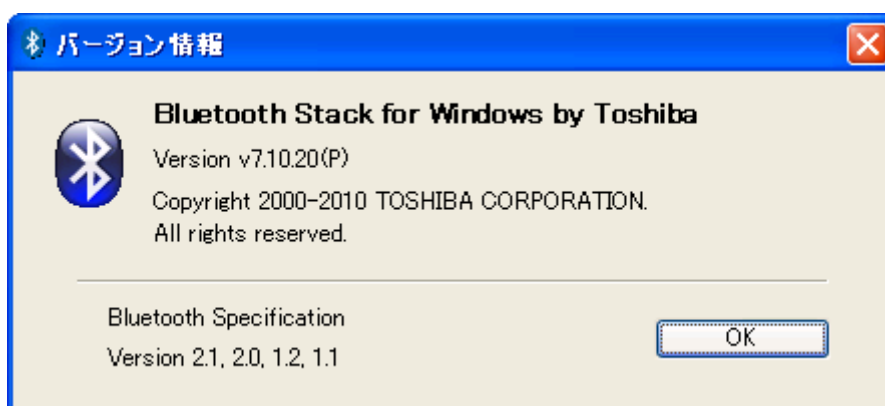 バージョン情報
Bluetooth Stack for Windows by Toshiba
Version v7.10.20(P)
Copyright 2000-2010 TOSHIBA CORPORATION.
All rights reserved.
Bluetooth Specification
Version 2.1, 2.0, 1.2, 1.1
OK